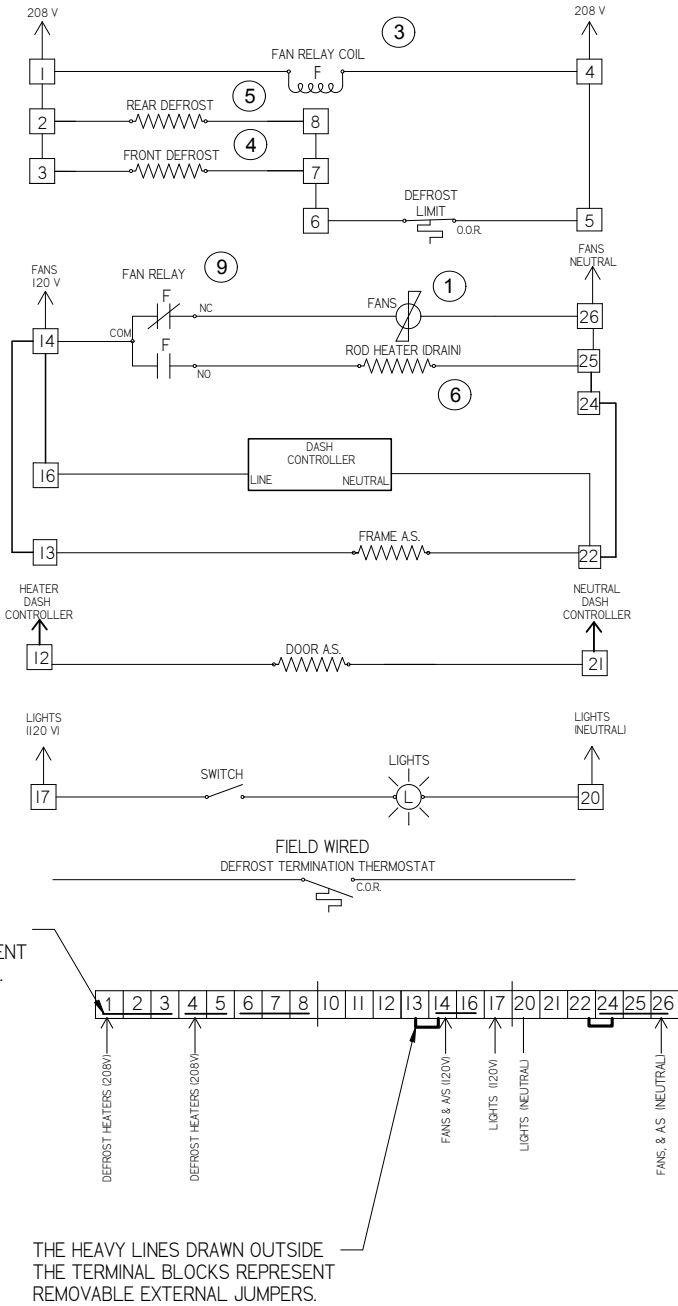 208 V
208 V
3
FAN RELAY COIL
F
1
4
5
REAR DEFROST
2
8
4
FRONT DEFROST
3
7
DEFROST
LIMIT
O.O.R.
6
5
FANS
120 V
FAN RELAY
9
FANS
NEUTRAL
F
NC
1
FANS
26
14
COM
F
NO
ROD HEATER (DRAIN)
25
6
24
DASH
CONTROLLER
LINE
NEUTRAL
16
FRAME A.S.
13
22
HEATER
DASH
CONTROLLER
NEUTRAL
DASH
CONTROLLER
DOOR A.S.
12
21
LIGHTS
(120 V)
LIGHTS
(NEUTRAL)
SWITCH
LIGHTS
L
17
20
FIELD WIRED
DEFROST TERMINATION THERMOSTAT
C.O.R.
ENT
.
1 2 3 4 5 6 7 8 10 11 12 13 14 16 17 20 21 22 24 25 26
DEFROST HEATERS (208V)
DEFROST HEATERS (208V)
FANS & A/S (120V)
LIGHTS (120V)
LIGHTS (NEUTRAL)
FANS, & AS (NEUTRAL)
THE HEAVY LINES DRAWN OUTSIDE
THE TERMINAL BLOCKS REPRESENT
REMOVABLE EXTERNAL JUMPERS.